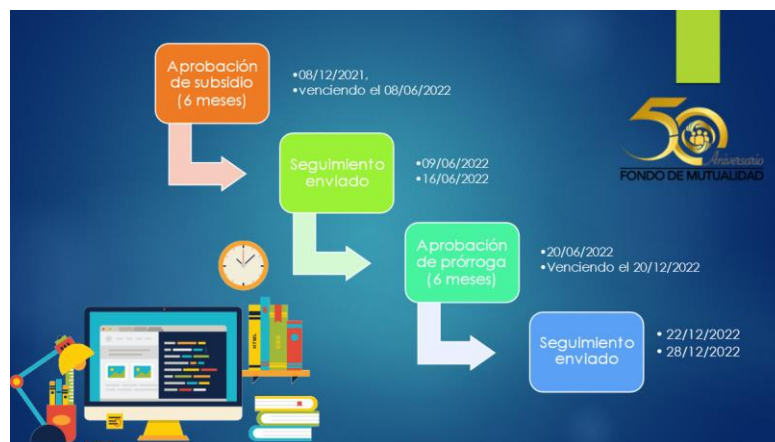 Aprobación
de subsidio
(6 meses)
•08/12/2021,
•venciendo el 08/06/2022
Seguimiento
enviado
•09/06/2022
•16/06/2022
50
Aniversario
FONDO DE MUTUALIDAD
Aprobación
de prórroga
(6 meses)
•20/06/2022
•Venciendo el 20/12/2022
Seguimiento
enviado
• 22/12/2022
• 28/12/2022
HTML